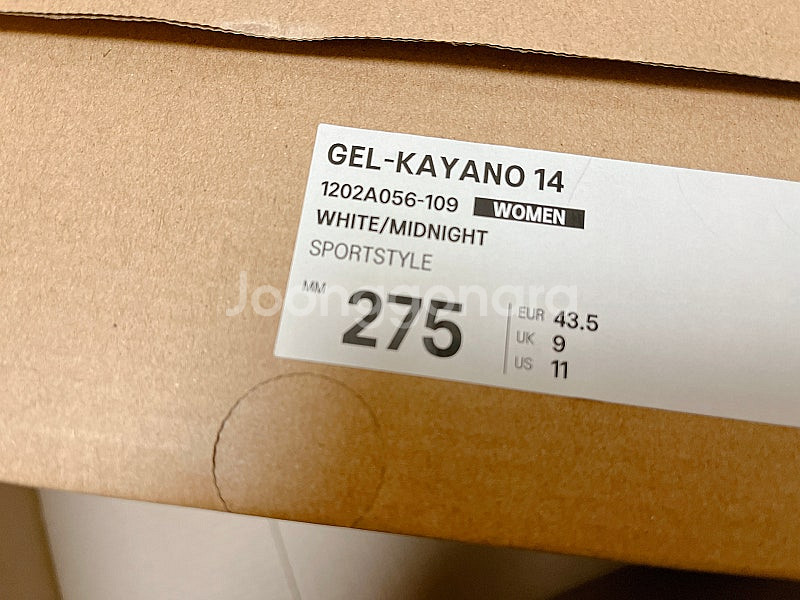 GEL-KAYANO 14
1202A056-109 WOMEN
WHITE/MIDNIGHT
SPORTSTYLE
Joonggonara
MM
275
EUR 43.5
UK 9
US 11